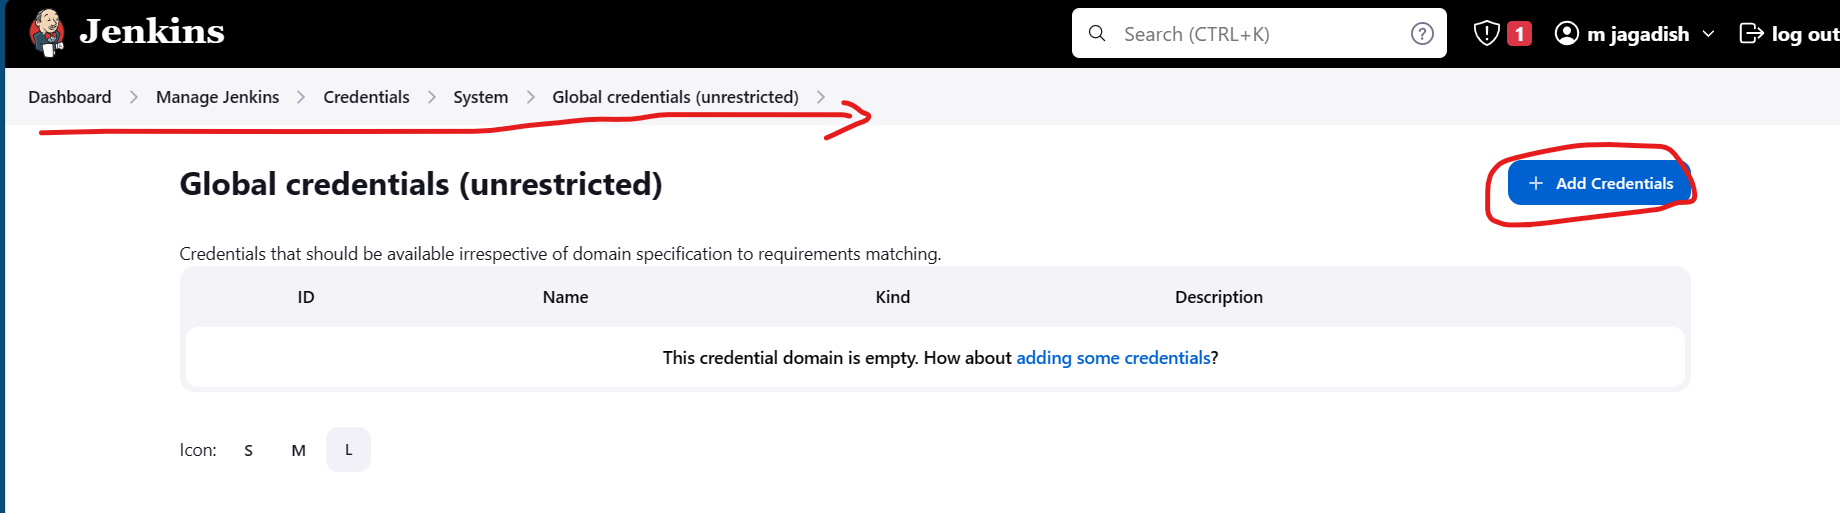 Jenkins
Search (CTRL+K) ?
1
m jagadish
log out
Dashboard > Manage Jenkins > Credentials > System > Global credentials (unrestricted) >
Global credentials (unrestricted)
+ Add Credentials
Credentials that should be available irrespective of domain specification to requirements matching.
ID Name Kind Description
This credential domain is empty. How about adding some credentials?
Icon: S M L